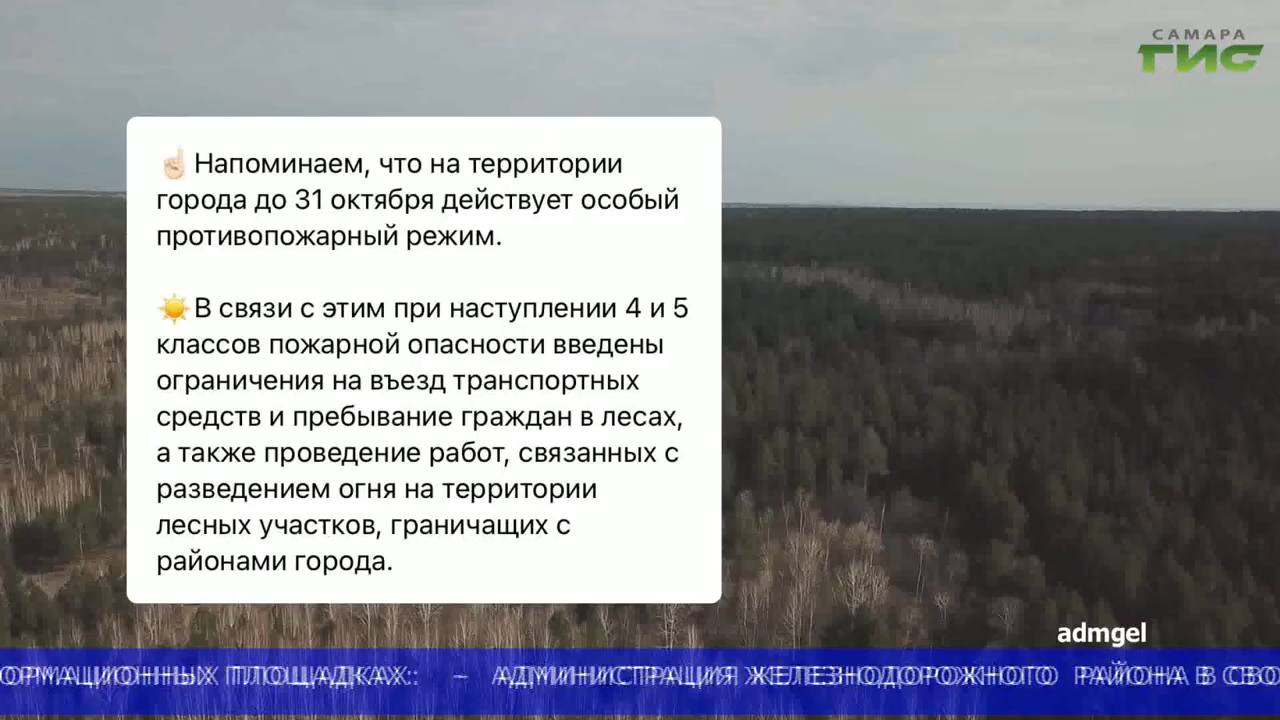 САМАРА
ГИС
☝🏻 Напоминаем, что на территории
города до 31 октября действует особый
противопожарный режим.
☀️ В связи с этим при наступлении 4 и 5
классов пожарной опасности введены
ограничения на въезд транспортных
средств и пребывание граждан в лесах,
а также проведение работ, связанных с
разведением огня на территории
лесных участков, граничащих с
районами города.
admgel
ОРМАЦИОННЫХ ПЛОЩАДКАХ: – АДМИНИСТРАЦИЯ ЖЕЛЕЗНОДОРОЖНОГО РАЙОНА В СВО